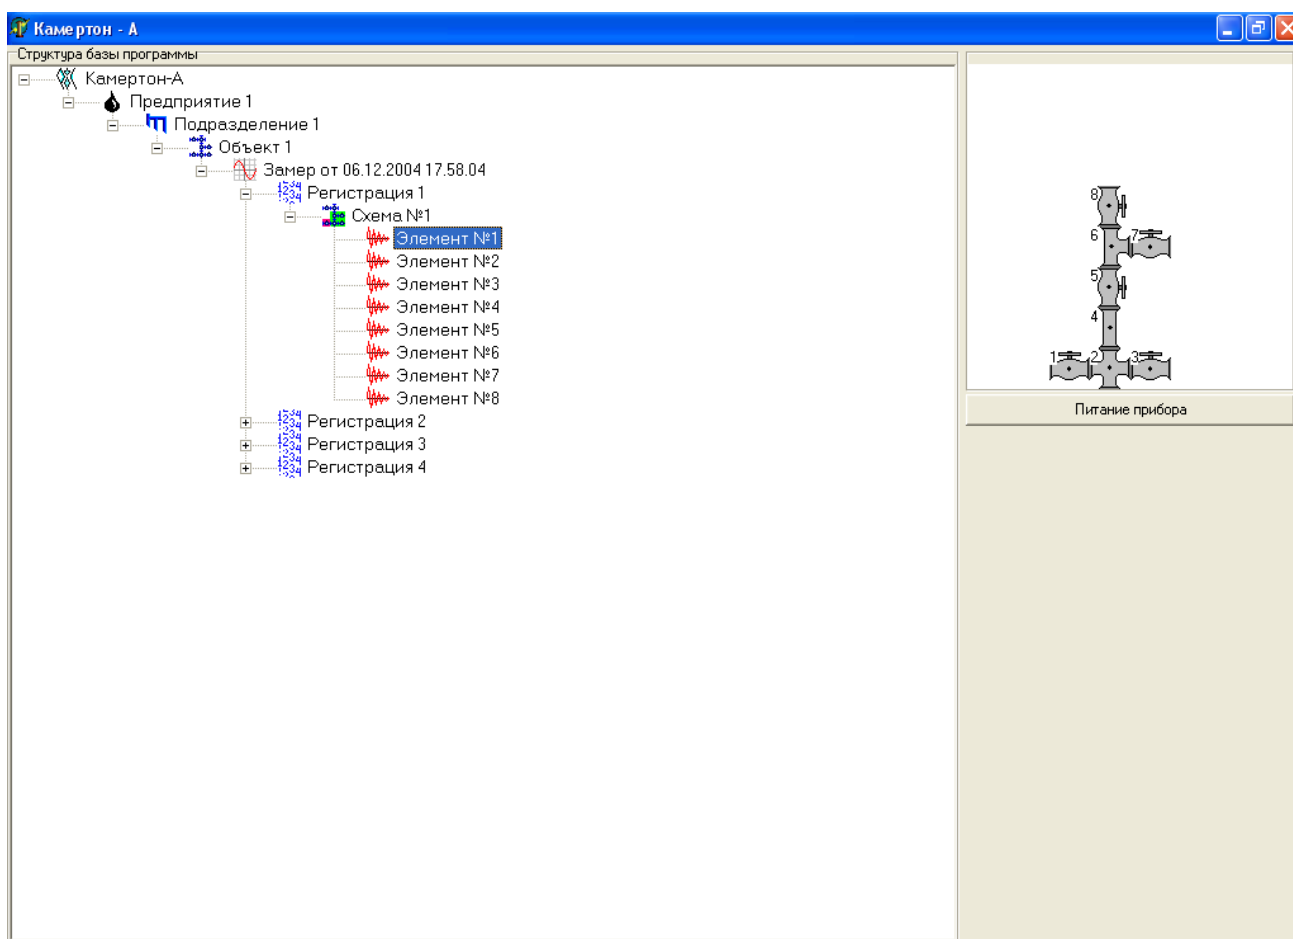 Камертон - А
Структура базы программы
Камертон-А
Предприятие 1
Подразделение 1
Объект 1
Замер от 06.12.2004 17.58.04
Регистрация 1
Схема №1
Элемент №1
Элемент №2
Элемент №3
Элемент №4
Элемент №5
Элемент №6
Элемент №7
Элемент №8
Регистрация 2
Регистрация 3
Регистрация 4
8
6 7
5
4
1 2 3
Питание прибора